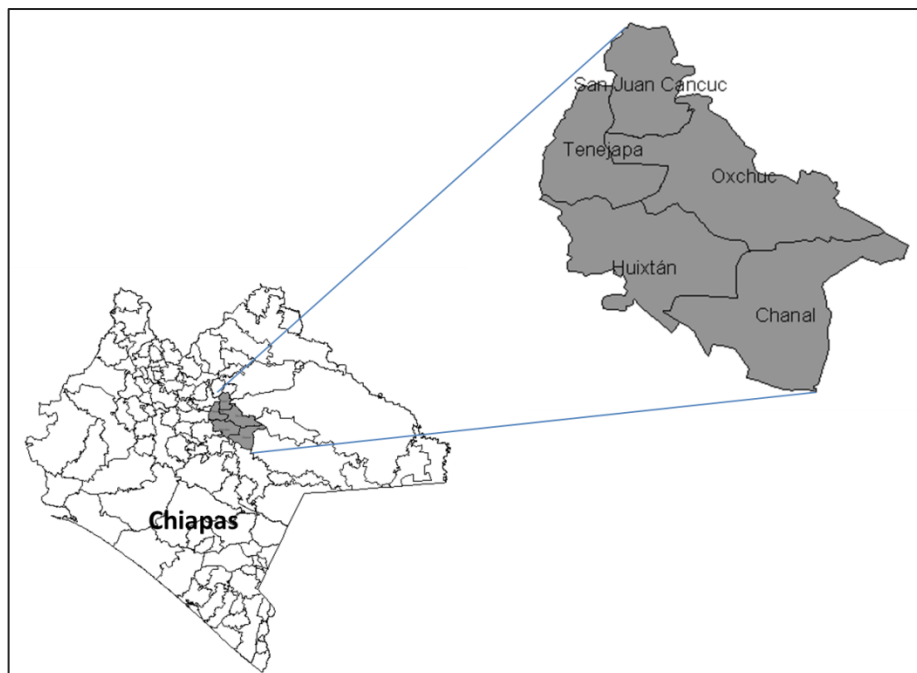 San Juan Cancuc
Tenejapa
Oxchuc
Huixtán
Chanal
Chiapas